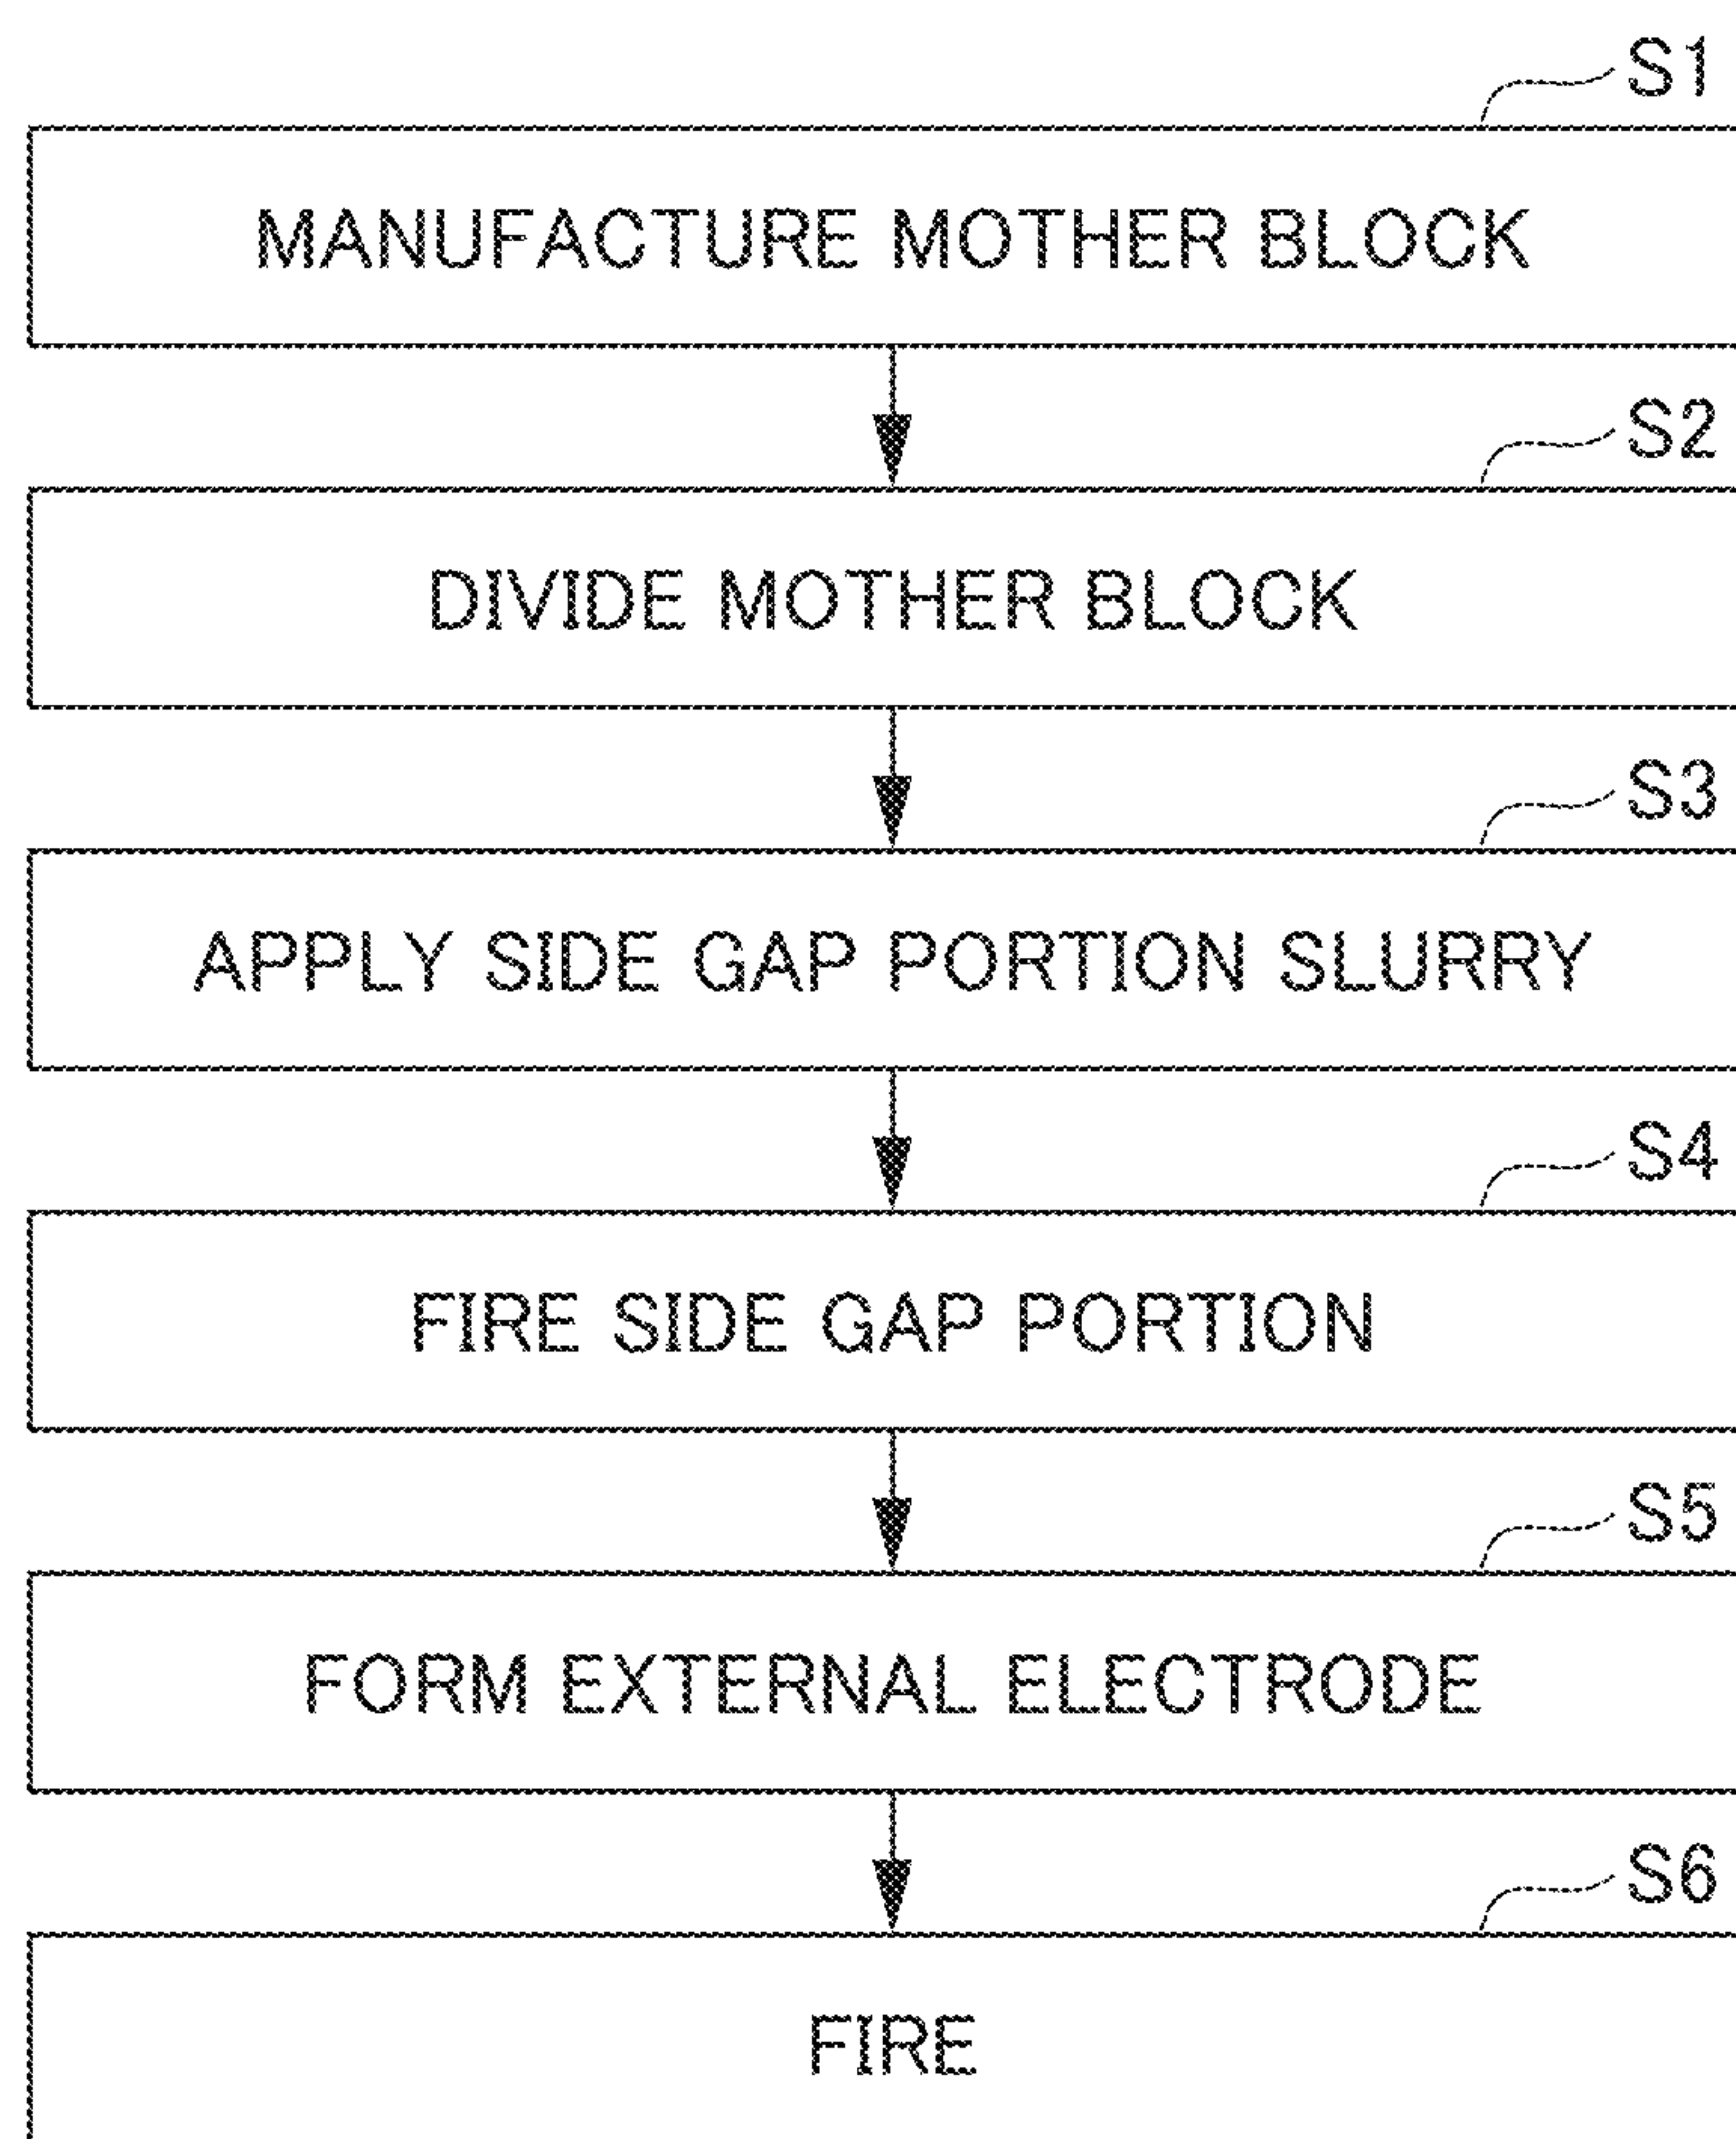 S1
MANUFACTURE MOTHER BLOCK
S2
DIVIDE MOTHER BLOCK
S3
APPLY SIDE GAP PORTION SLURRY
S4
FIRE SIDE GAP PORTION
S5
FORM EXTERNAL ELECTRODE
S6
FIRE